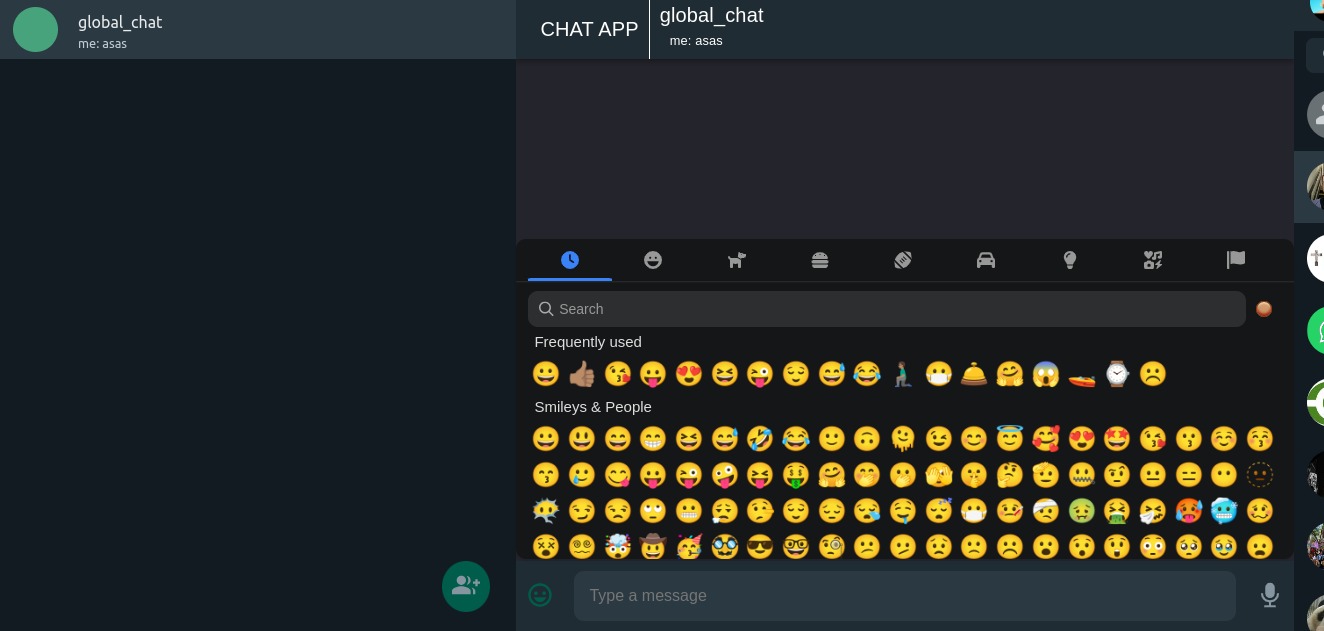 global_chat
me: asas
CHAT APP
global_chat
me: asas
Search
Frequently used
Smileys & People
Type a message